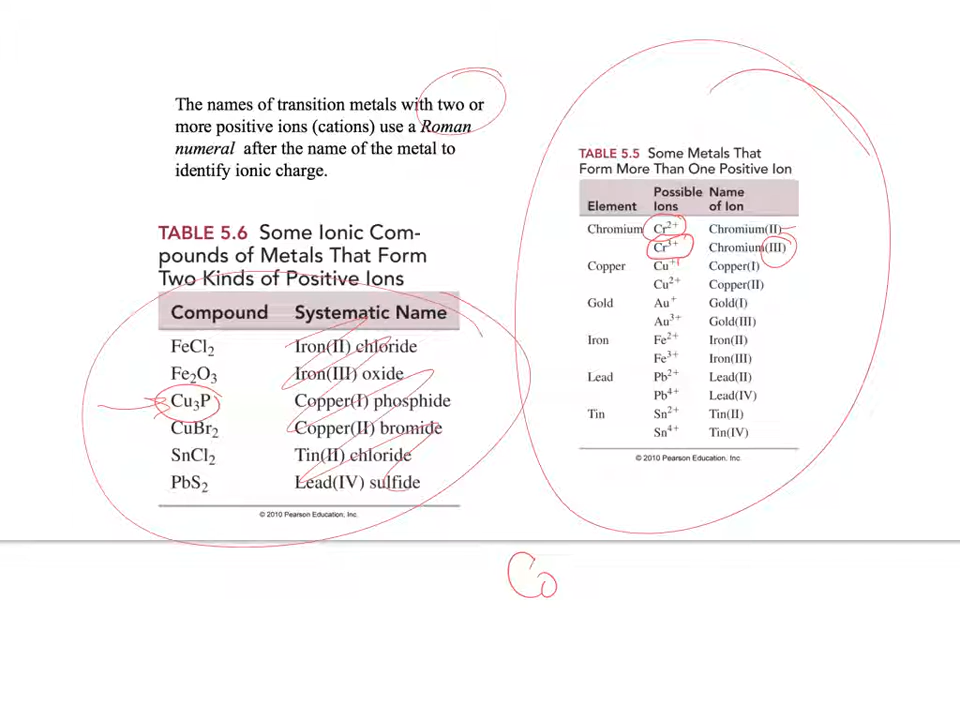 The names of transition metals with two or
more positive ions (cations) use a Roman
numeral after the name of the metal to
identify ionic charge.
TABLE 5.6 Some Ionic Com-
pounds of Metals That Form
Two Kinds of Positive Ions
Compound Systematic Name
FeCl₂ Iron(II) chloride
Fe₂O₃ Iron(III) oxide
Cu₃P Copper(I) phosphide
CuBr₂ Copper(II) bromide
SnCl₂ Tin(II) chloride
PbS₂ Lead(IV) sulfide
© 2010 Pearson Education, Inc.
TABLE 5.5 Some Metals That
Form More Than One Positive Ion
Possible Name
Element Ions of Ion
Chromium Cr²⁺ Chromium(II)
Cr³⁺ Chromium(III)
Copper Cu⁺ Copper(I)
Cu²⁺ Copper(II)
Gold Au⁺ Gold(I)
Au³⁺ Gold(III)
Iron Fe²⁺ Iron(II)
Fe³⁺ Iron(III)
Lead Pb²⁺ Lead(II)
Pb⁴⁺ Lead(IV)
Tin Sn²⁺ Tin(II)
Sn⁴⁺ Tin(IV)
© 2010 Pearson Education, Inc.
Co